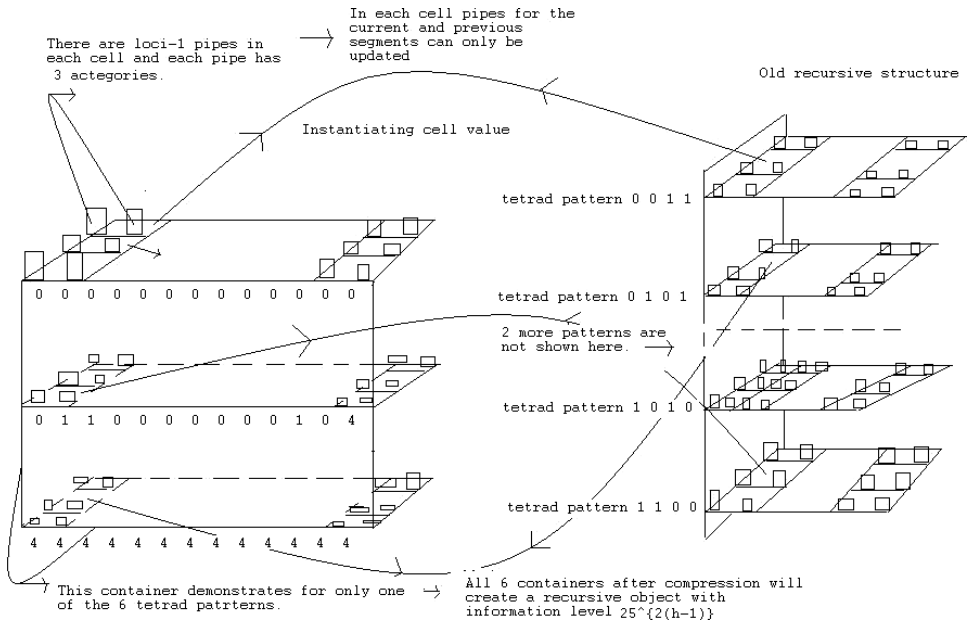 In each cell pipes for the
current and previous
segments can only be
updated
There are loci-1 pipes in
each cell and each pipe has
3 actegories.
Old recursive structure
Instantiating cell value
tetrad pattern 0 0 1 1
0 0 0 0 0 0 0 0 0 0 0 0 0
tetrad pattern 0 1 0 1
2 more patterns are
not shown here.
0 1 1 0 0 0 0 0 0 0 1 0 4
tetrad pattern 1 0 1 0
tetrad pattern 1 1 0 0
4 4 4 4 4 4 4 4 4 4 4 4 4
This container demonstrates for only one
of the 6 tetrad patrterns.
All 6 containers after compression will
create a recursive object with
information level 25^{2(h-1)}